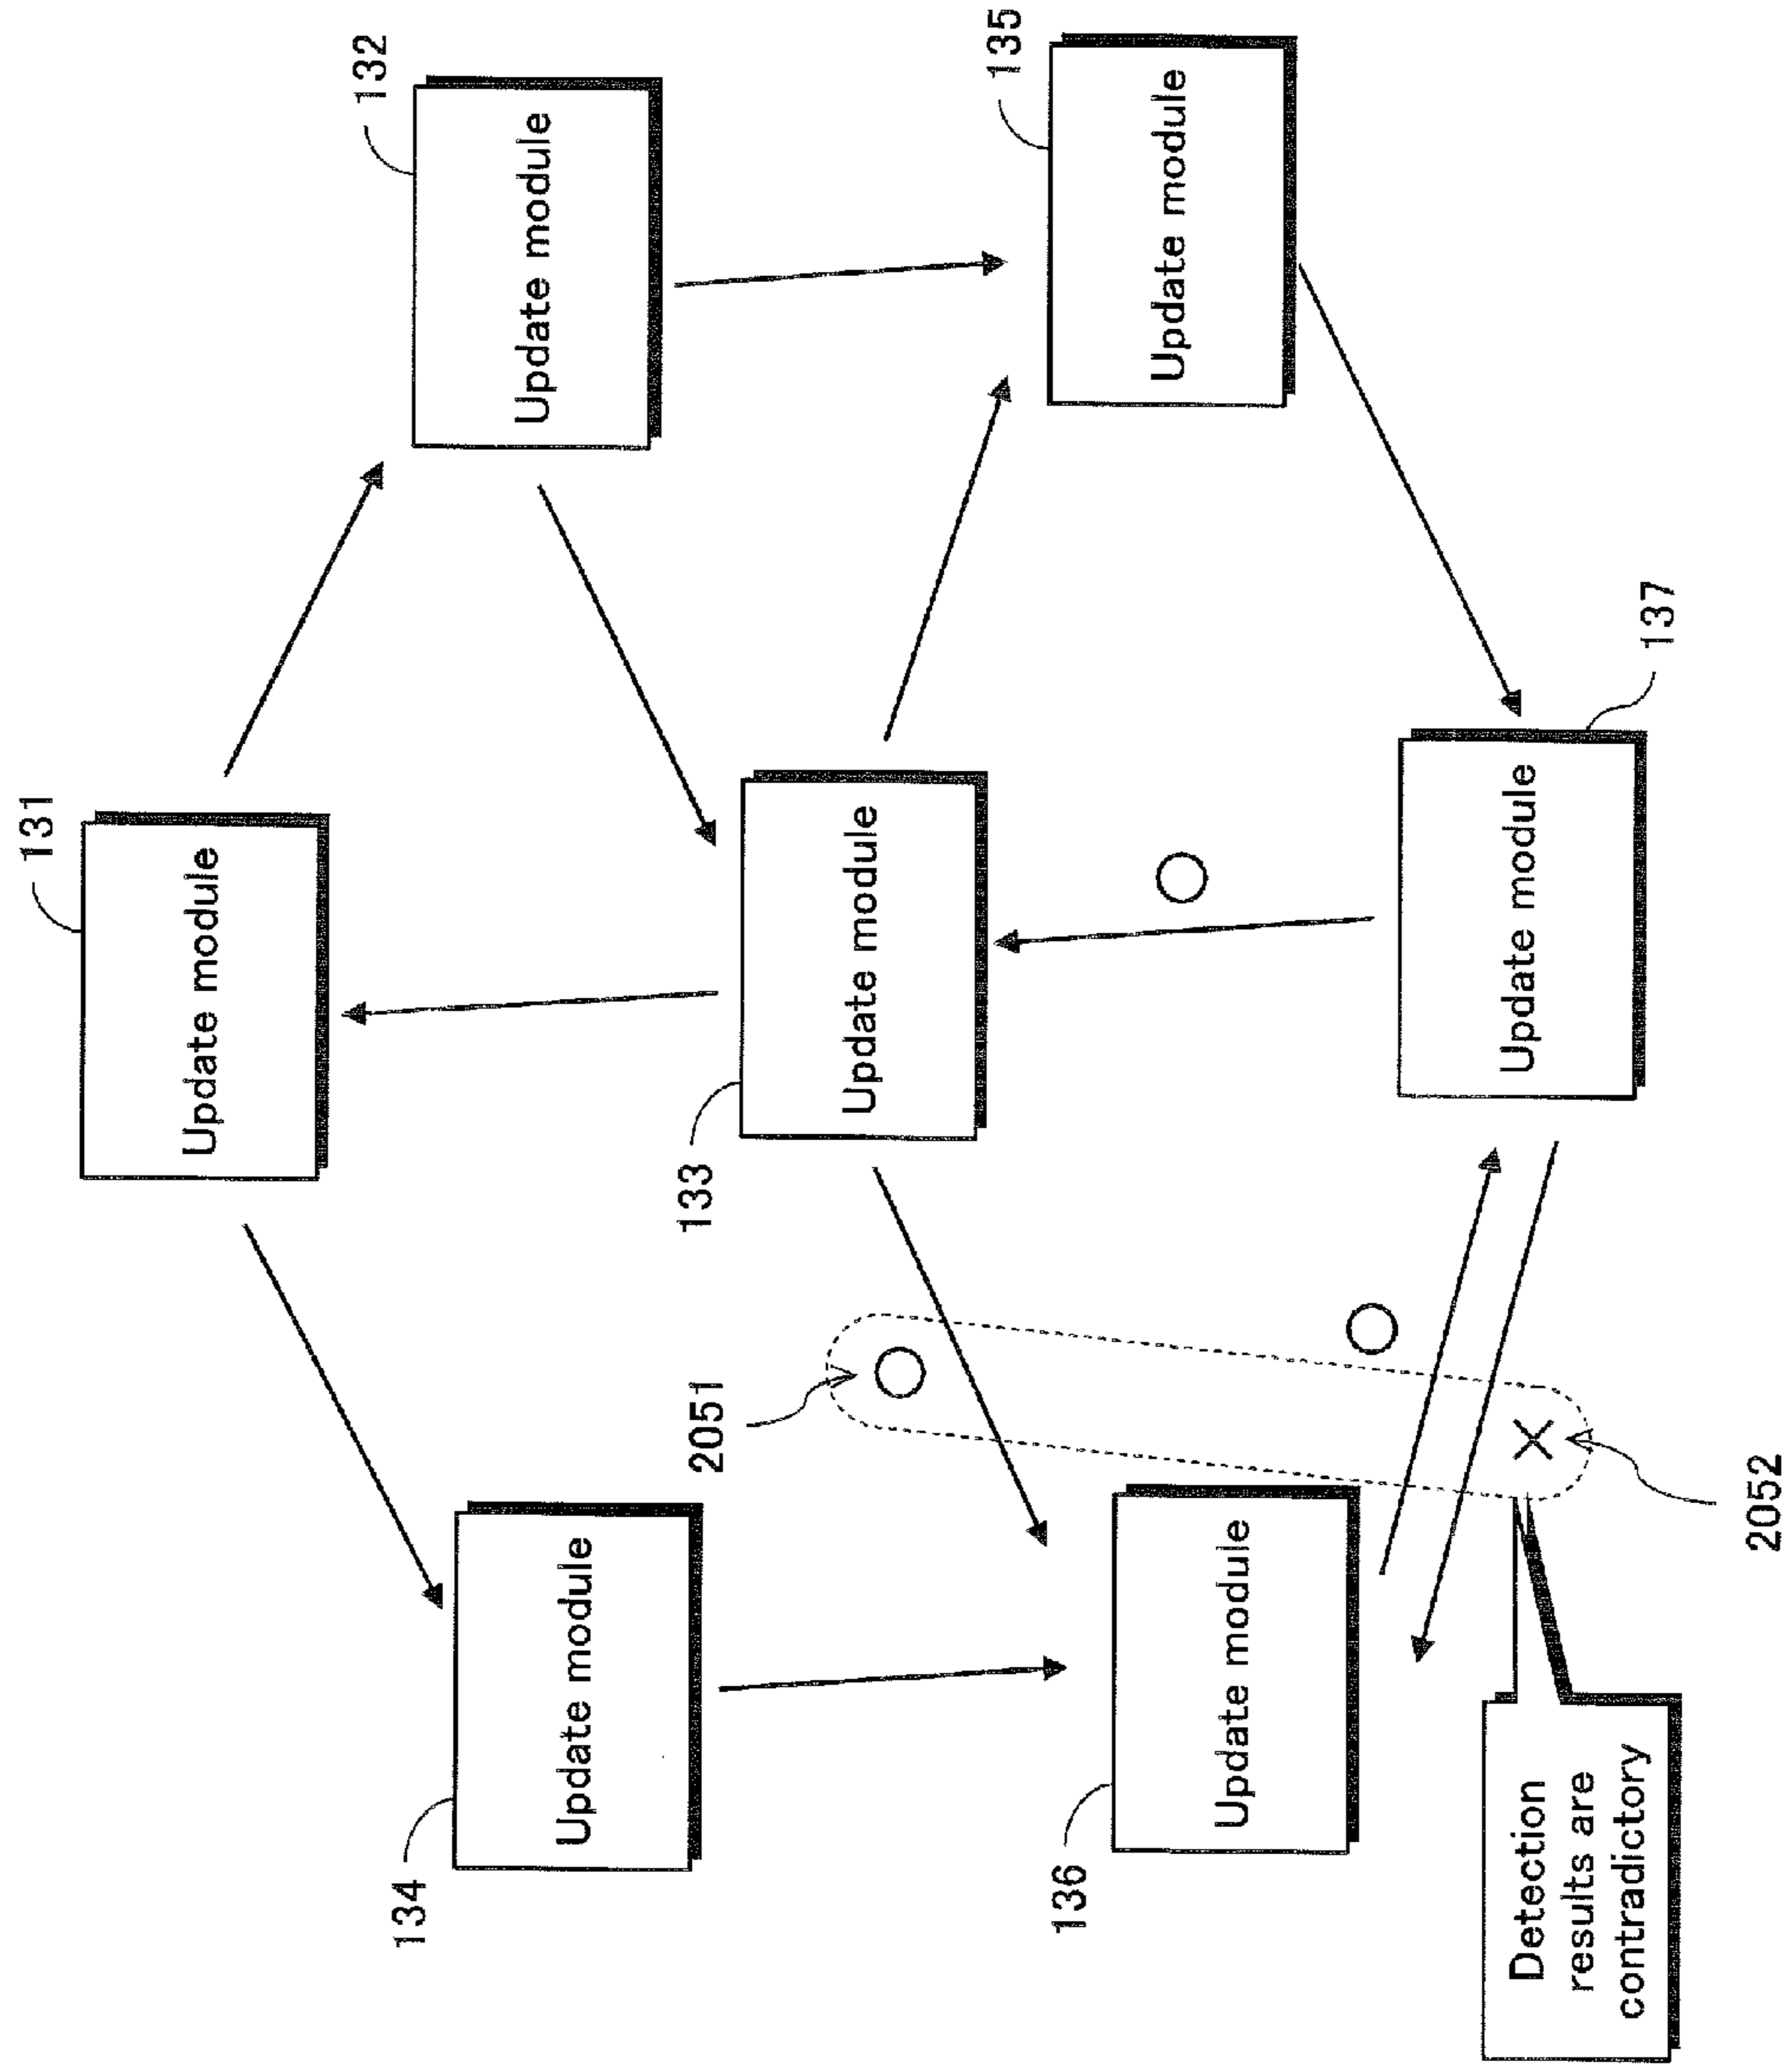 131
Update module
132
Update module
134
Update module
133
Update module
135
Update module
2051
136
Update module
137
Update module
2052
Detection
results are
contradictory